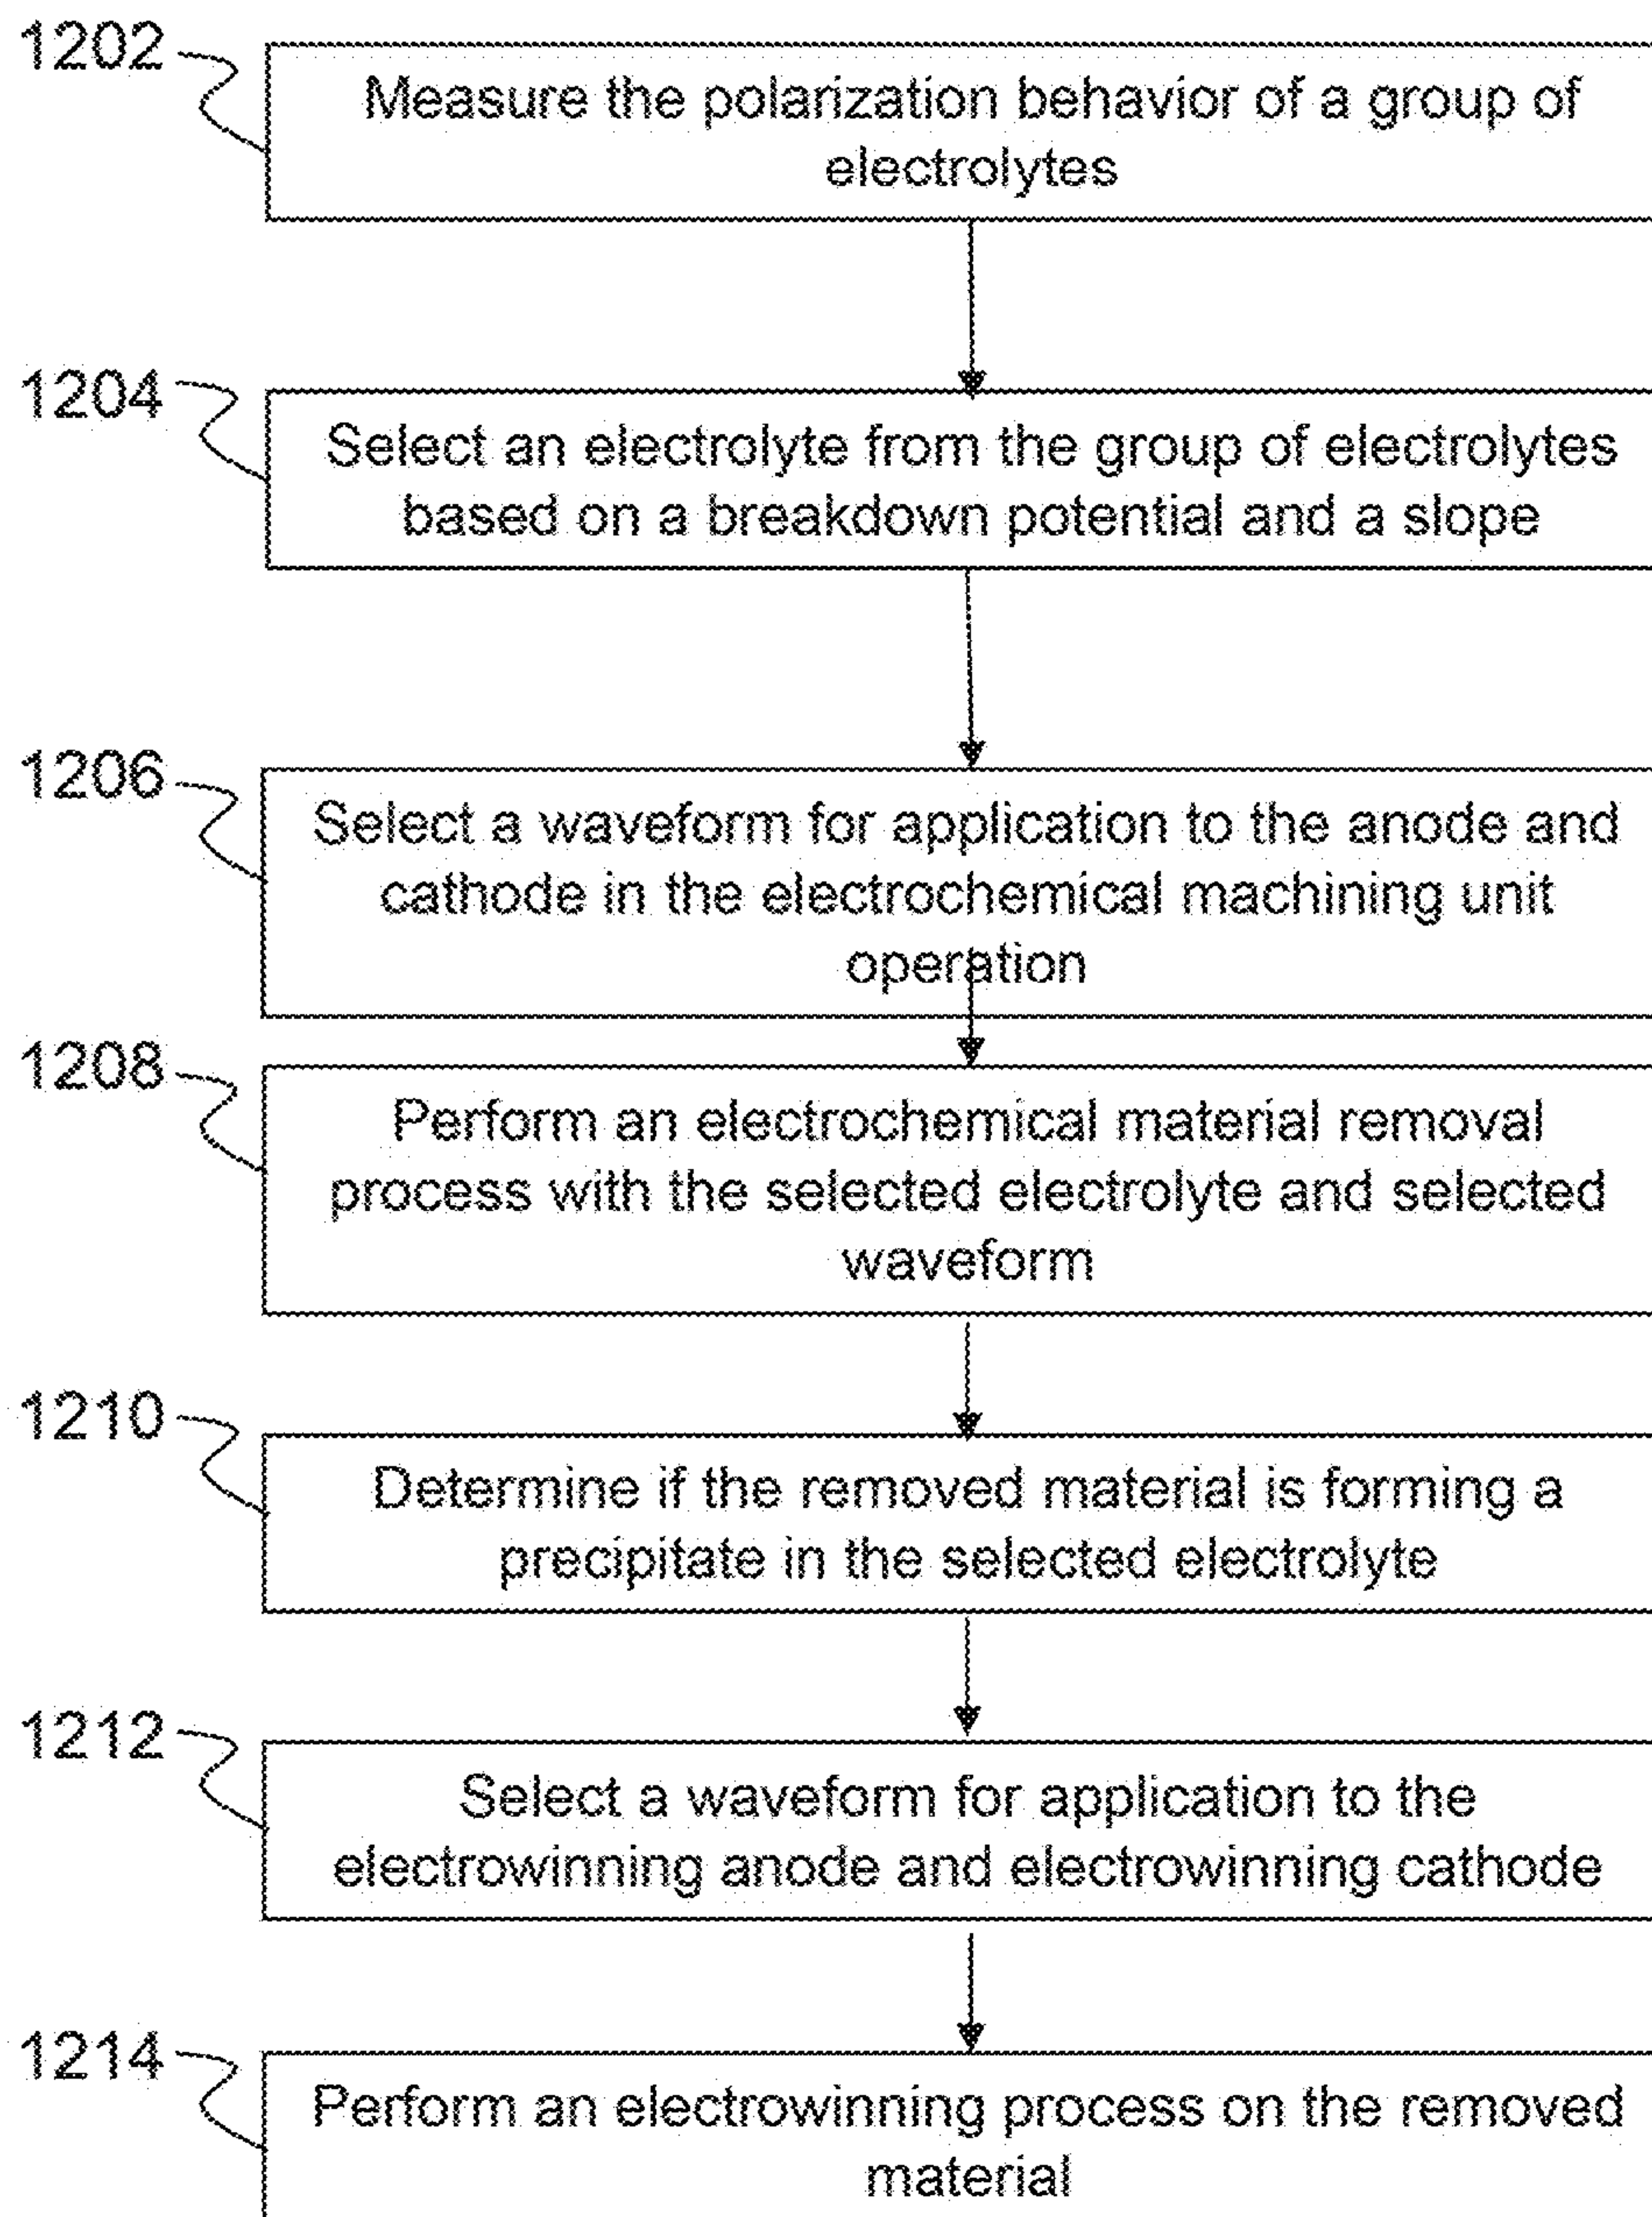 1202
Measure the polarization behavior of a group of
electrolytes
1204
Select an electrolyte from the group of electrolytes
based on a breakdown potential and a slope
1206
Select a waveform for application to the anode and
cathode in the electrochemical machining unit
operation
1208
Perform an electrochemical material removal
process with the selected electrolyte and selected
waveform
1210
Determine if the removed material is forming a
precipitate in the selected electrolyte
1212
Select a waveform for application to the
electrowinning anode and electrowinning cathode
1214
Perform an electrowinning process on the removed
material